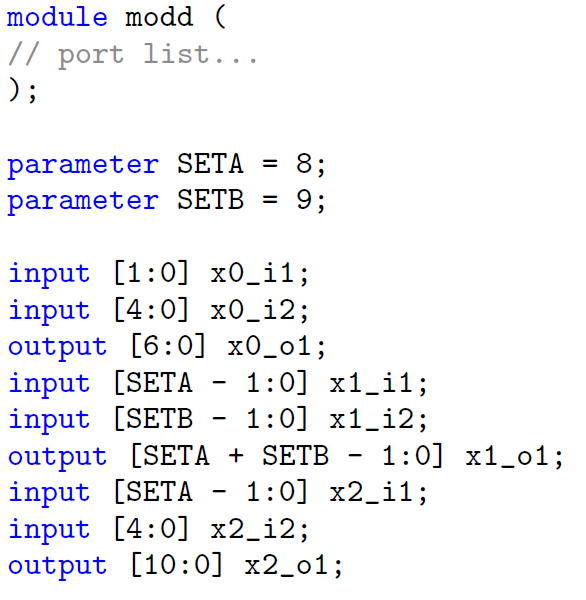 module modd (
// port list...
);
parameter SETA = 8;
parameter SETB = 9;
input [1:0] x0_i1;
input [4:0] x0_i2;
output [6:0] x0_o1;
input [SETA - 1:0] x1_i1;
input [SETB - 1:0] x1_i2;
output [SETA + SETB - 1:0] x1_o1;
input [SETA - 1:0] x2_i1;
input [4:0] x2_i2;
output [10:0] x2_o1;